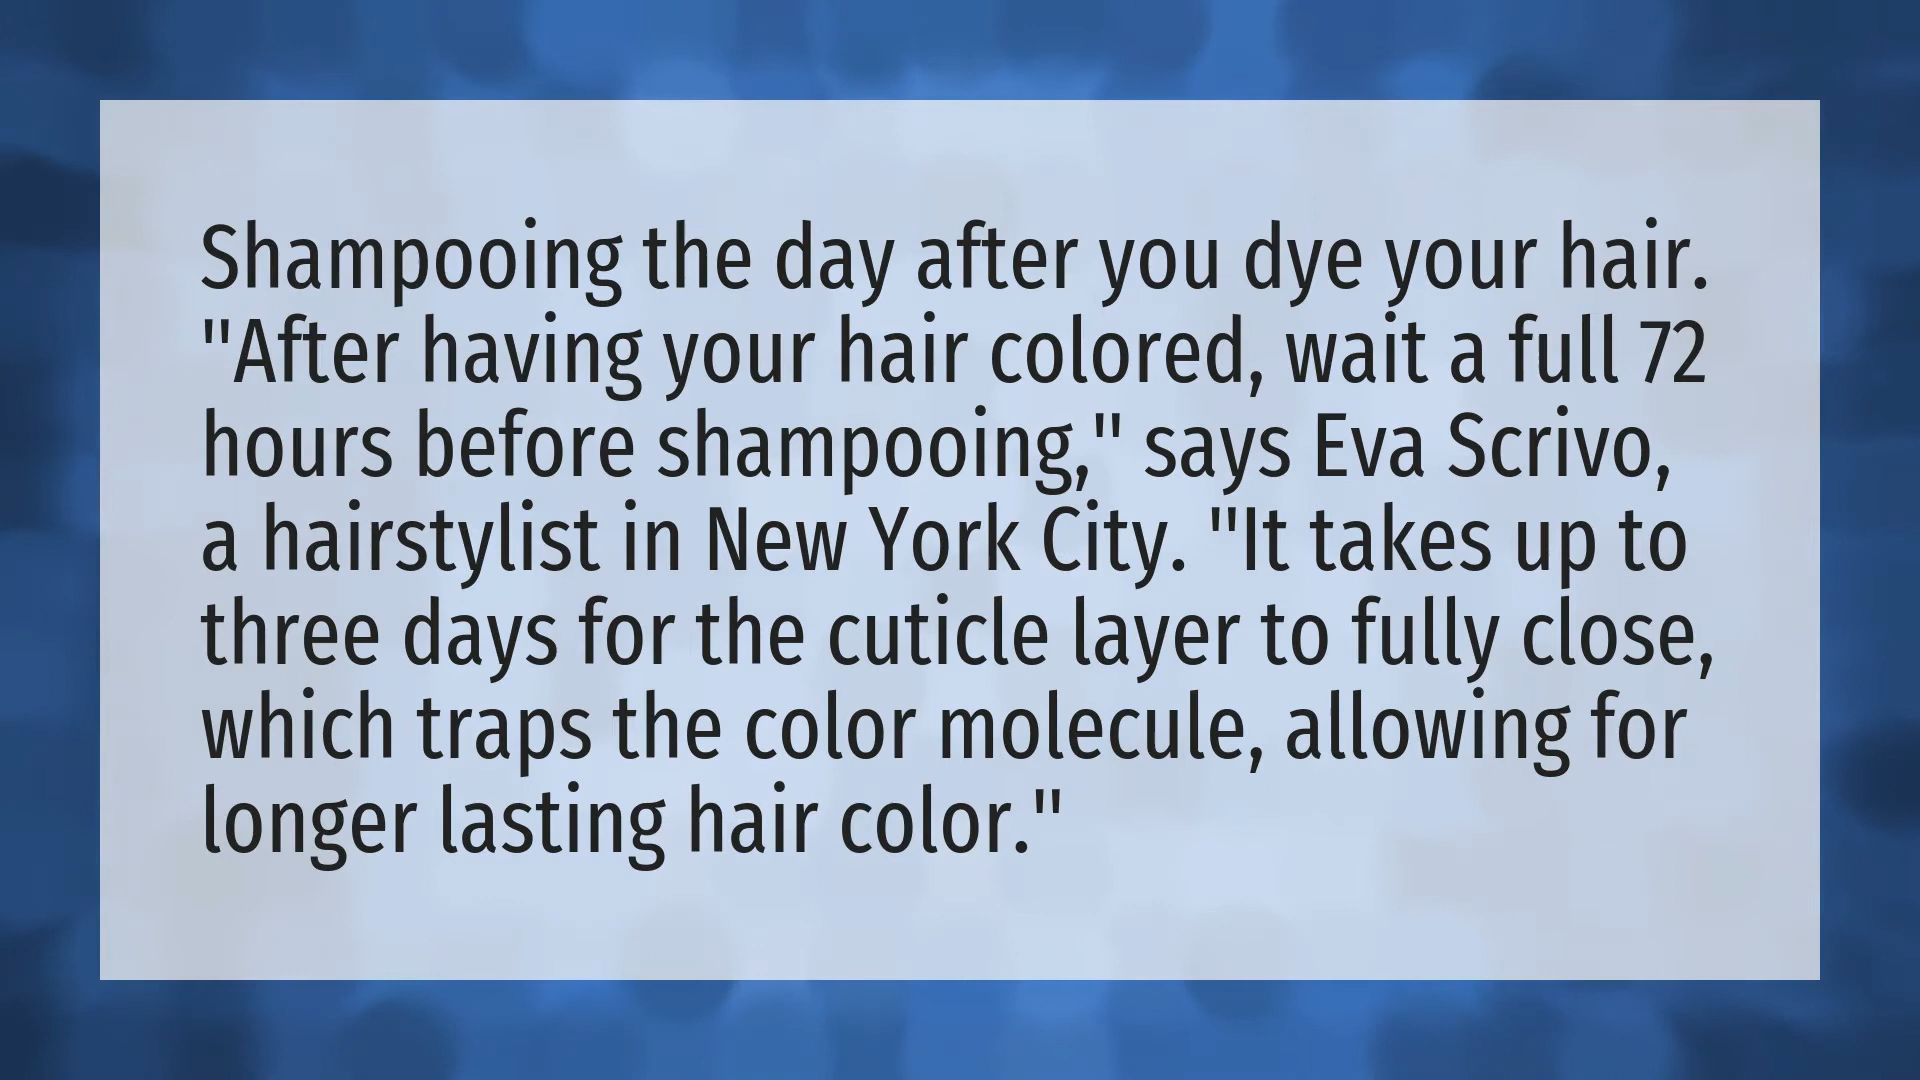 Shampooing the day after you dye your hair.
"After having your hair colored, wait a full 72
hours before shampooing," says Eva Scrivo,
a hairstylist in New York City. "It takes up to
three days for the cuticle layer to fully close,
which traps the color molecule, allowing for
longer lasting hair color."